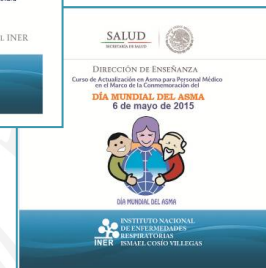 L INER
SALUD
SECRETARÍA DE SALUD
DIRECCIÓN DE ENSEÑANZA
Curso de Actualización en Asma para Personal Médico
en el Marco de la Conmemoración del
DÍA MUNDIAL DEL ASMA
6 de mayo de 2015
DÍA MUNDIAL DEL ASMA
INSTITUTO NACIONAL
DE ENFERMEDADES
RESPIRATORIAS
INER ISMAEL COSÍO VILLEGAS